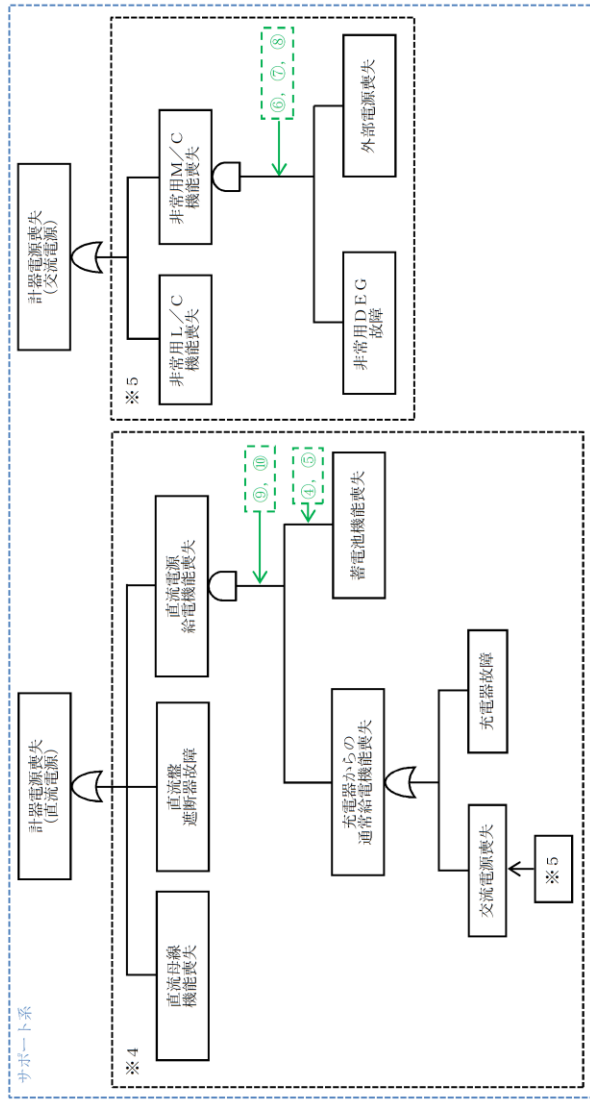 サポート系
計器電源喪失
(直流電源)
※４
直流母線
機能喪失
直流盤
遮断器故障
直流電源
給電機能喪失
⑨，⑩
④，⑤
充電器からの
通常給電機能喪失
蓄電池機能喪失
交流電源喪失
充電器故障
※５
計器電源喪失
(交流電源)
※５
非常用Ｌ／Ｃ
機能喪失
非常用Ｍ／Ｃ
機能喪失
⑥，⑦，⑧
非常用ＤＥＧ
故障
外部電源喪失